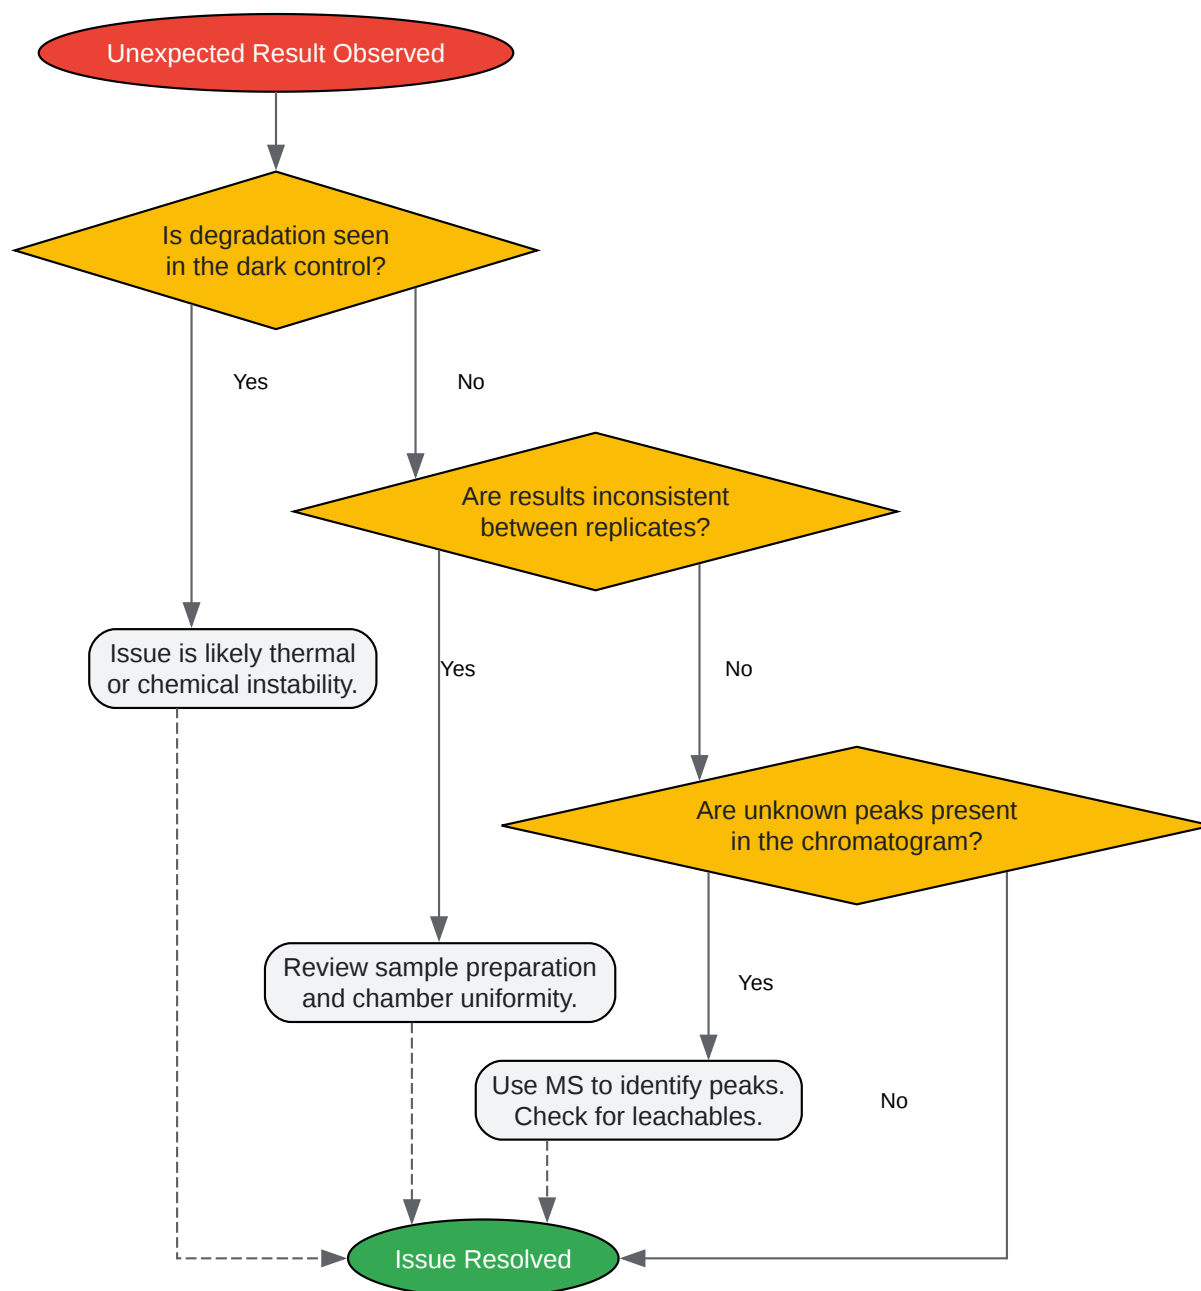 Unexpected Result Observed
Is degradation seen
in the dark control?
Yes
No
Are results inconsistent
between replicates?
Issue is likely thermal
or chemical instability.
Yes
No
Are unknown peaks present
in the chromatogram?
Review sample preparation
and chamber uniformity.
Yes
Use MS to identify peaks.
Check for leachables.
No
Issue Resolved